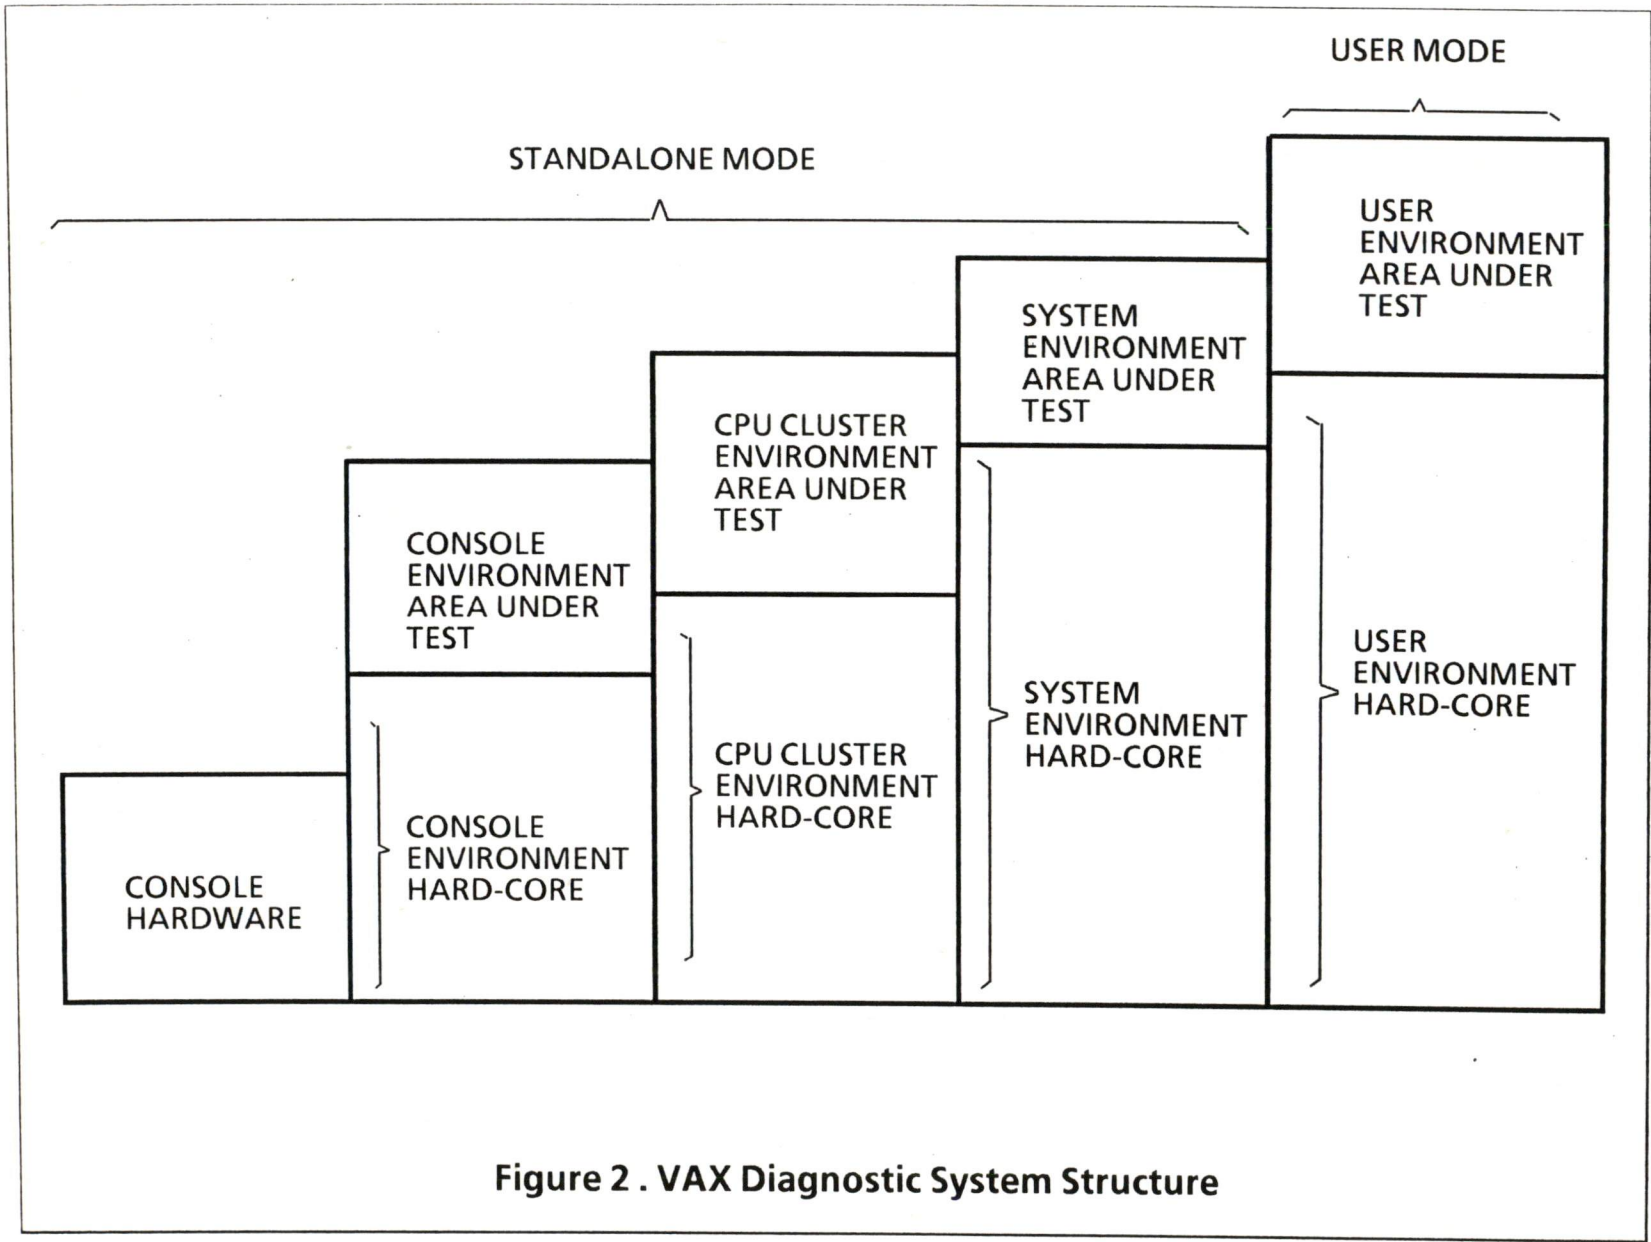 USER MODE
STANDALONE MODE
USER
ENVIRONMENT
AREA UNDER
TEST
SYSTEM
ENVIRONMENT
AREA UNDER
TEST
CPU CLUSTER
ENVIRONMENT
AREA UNDER
TEST
CONSOLE
ENVIRONMENT
AREA UNDER
TEST
USER
ENVIRONMENT
HARD-CORE
SYSTEM
ENVIRONMENT
HARD-CORE
CPU CLUSTER
ENVIRONMENT
HARD-CORE
CONSOLE
ENVIRONMENT
HARD-CORE
CONSOLE
HARDWARE
Figure 2 . VAX Diagnostic System Structure